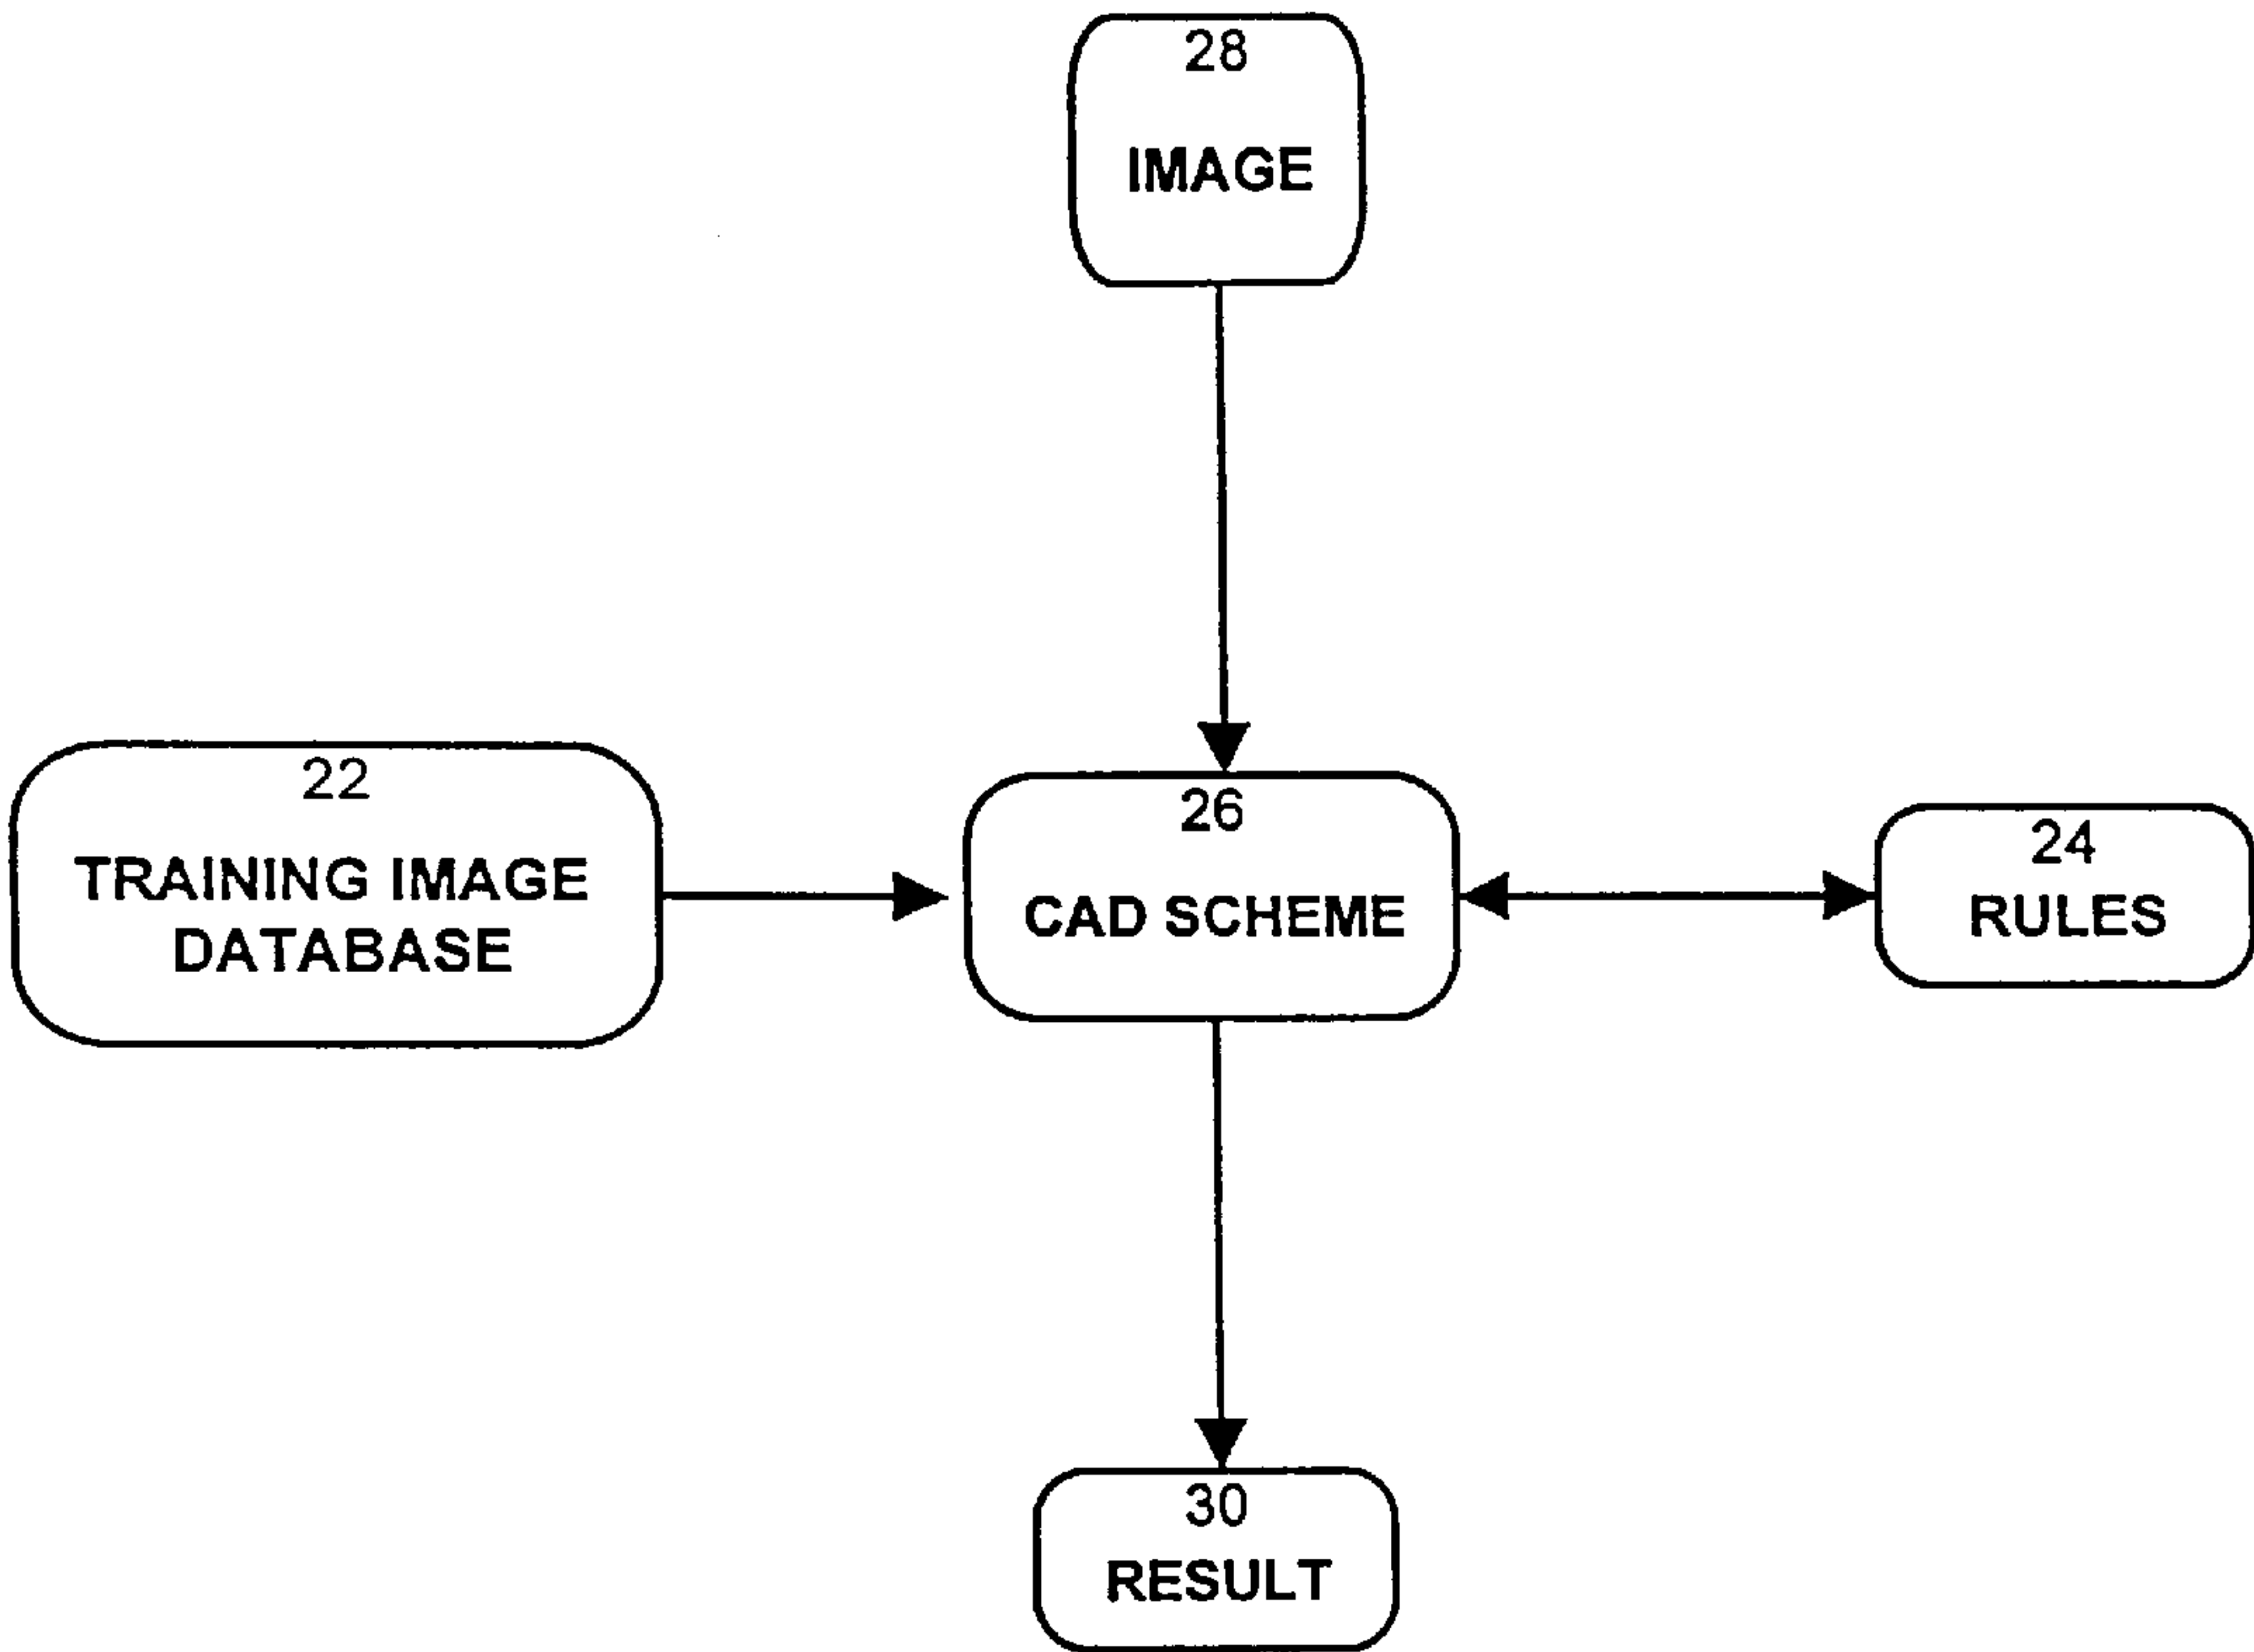 28
IMAGE
22
TRAINING IMAGE
DATABASE
26
CAD SCHEME
24
RULES
30
RESULT